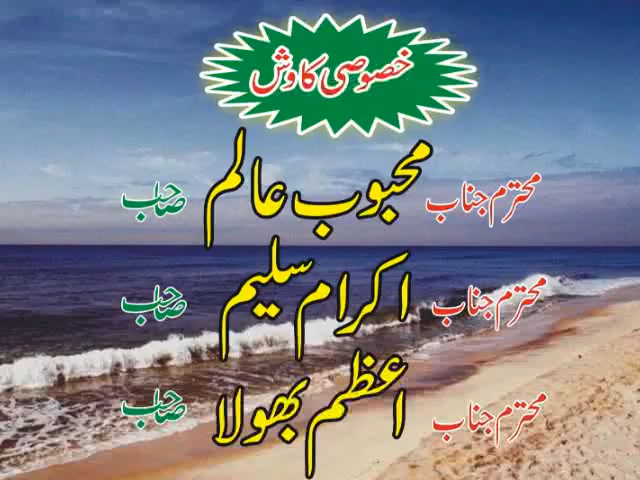 خصوصی کاوش
محترم جناب محبوب عالم صاحب
محترم جناب اکرام سلیم صاحب
محترم جناب اعظم بھولا صاحب